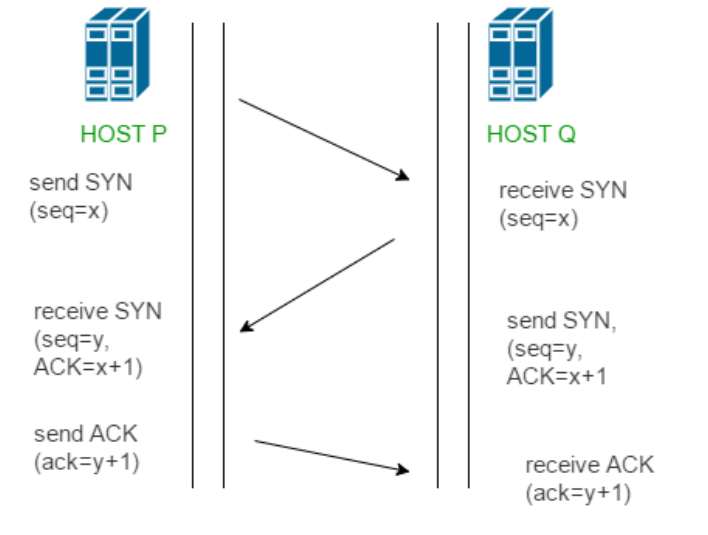 HOST P
HOST Q
send SYN
(seq=x)
receive SYN
(seq=x)
receive SYN
(seq=y,
ACK=x+1)
send SYN,
(seq=y,
ACK=x+1
send ACK
(ack=y+1)
receive ACK
(ack=y+1)